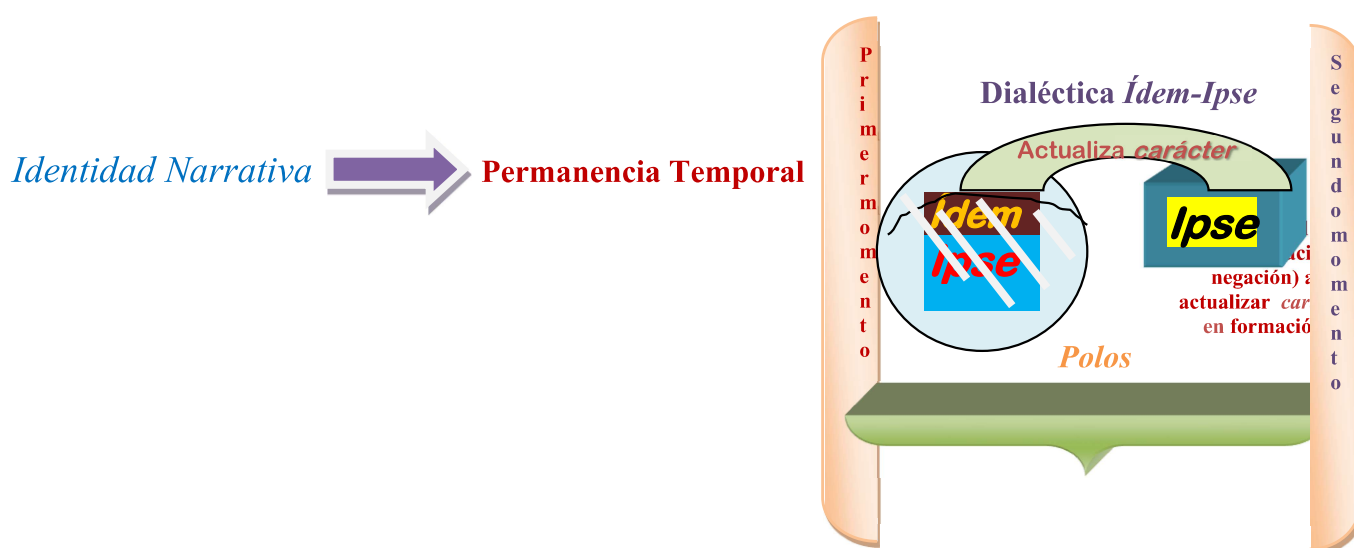 Identidad Narrativa
Permanencia Temporal
Primer momento
Dialéctica Ídem-Ipse
Actualiza carácter
Ídem
Ipse
Ipse
negación)
actualizar
en
Polos
Segundo momento